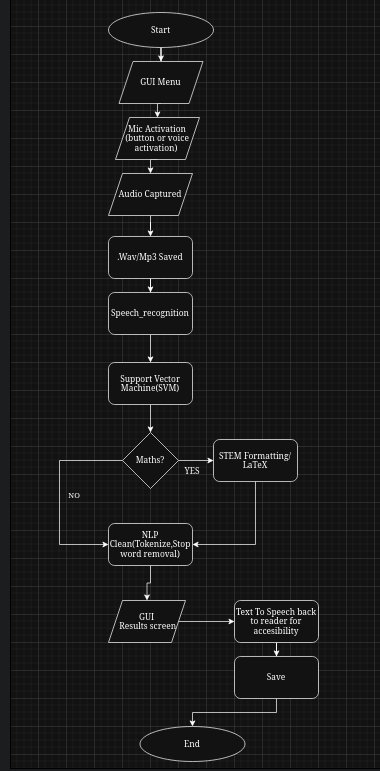 Start
GUI Menu
Mic Activation
(button or voice
activation)
Audio Captured
.Wav/Mp3 Saved
Speech_recognition
Support Vector
Machine(SVM)
Maths?
YES
STEM Formatting/
LaTeX
NO
NLP
Clean(Tokenize,Stop
word removal)
GUI
Results screen
Text To Speech back
to reader for
accesibility
Save
End